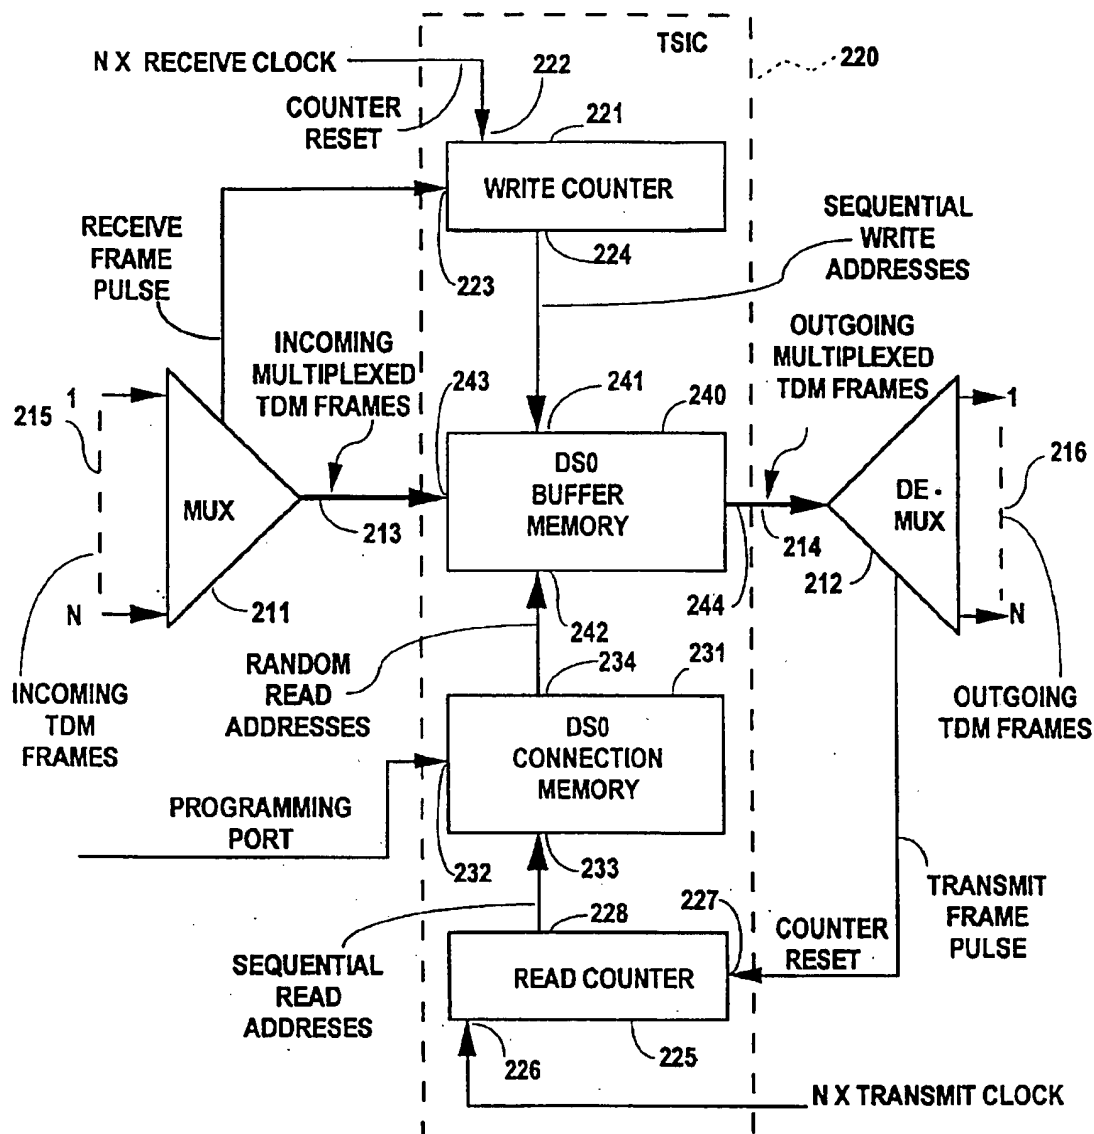 TSIC
N X RECEIVE CLOCK
222
220
COUNTER
RESET
221
WRITE COUNTER
SEQUENTIAL
WRITE
ADDRESSES
RECEIVE
FRAME
PULSE
223
224
INCOMING
MULTIPLEXED
TDM FRAMES
OUTGOING
MULTIPLEXED
TDM FRAMES
243
241
240
215
1
1
216
MUX
213
DS0
BUFFER
MEMORY
DE-
MUX
214
212
N
211
244
N
242
RANDOM
READ
ADDRESSES
234
231
INCOMING
TDM
FRAMES
OUTGOING
TDM FRAMES
DS0
CONNECTION
MEMORY
PROGRAMMING
PORT
232
233
TRANSMIT
FRAME
PULSE
228
227
COUNTER
RESET
SEQUENTIAL
READ
ADDRESES
READ COUNTER
226
225
N X TRANSMIT CLOCK